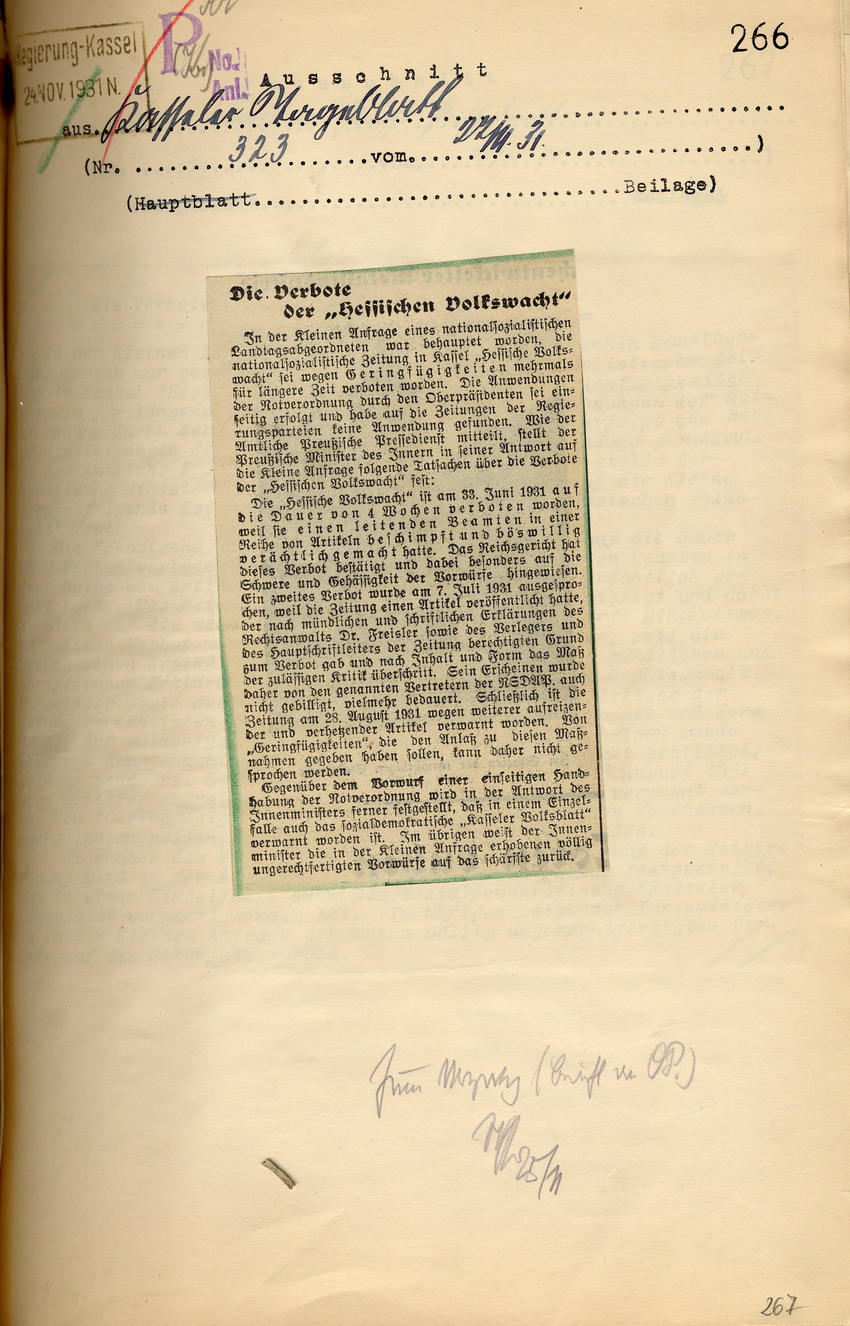 266
Regierung-Kassel
24. NOV. 1931 N.
P
No.
Anl.
Ausschnitt
aus. Kasseler Tageblatt
(Nr. 323 vom. 22/11. 31. )
(Hauptblatt Beilage)
Die Verbote
der „Hessischen Volkswacht“
In der Kleinen Anfrage eines nationalsozialistischen
Landtagsabgeordneten war behauptet worden, die
nationalsozialistische Zeitung in Kassel „Hessische Volks-
wacht“ sei wegen Geringfügigkeiten mehrmals
für längere Zeit verboten worden. Die Anwendungen
der Notverordnung durch den Oberpräsidenten sei ein-
seitig erfolgt und habe auf die Zeitungen der Regie-
rungsparteien keine Anwendung gefunden. Wie der
Amtliche Preußische Pressedienst mitteilt, stellt der
Preußische Minister des Innern in seiner Antwort auf
die Kleine Anfrage folgende Tatsachen über die Verbote
der „Hessischen Volkswacht“ fest:
Die „Hessische Volkswacht“ ist am 33. Juni 1931 auf
die Dauer von 4 Wochen verboten worden,
weil sie einen leitenden Beamten in einer
Reihe von Artikeln beschimpft und böswillig
verächtlich gemacht hatte. Das Reichsgericht hat
dieses Verbot bestätigt und dabei besonders auf die
Schwere und Gehässigkeit der Vorwürfe hingewiesen.
Ein zweites Verbot wurde am 7. Juli 1931 ausgespro-
chen, weil die Zeitung einen Artikel veröffentlicht hatte,
der nach mündlichen und schriftlichen Erklärungen des
Rechtsanwalts Dr. Freisler sowie des Verlegers und
des Hauptschriftleiters der Zeitung berechtigten Grund
zum Verbot gab und nach Inhalt und Form das Maß
der zulässigen Kritik überschritt. Sein Erscheinen wurde
daher von den genannten Vertretern der NSDAP. auch
nicht gebilligt, vielmehr bedauert. Schließlich ist die
Zeitung am 28. August 1931 wegen weiterer aufreizen-
der und verhetzender Artikel verwarnt worden. Von
„Geringfügigkeiten“, die den Anlaß zu diesen Maß-
nahmen gegeben haben sollen, kann daher nicht ge-
sprochen werden.
Gegenüber dem Vorwurf einer einseitigen Hand-
habung der Notverordnung wird in der Antwort des
Innenministers ferner festgestellt, daß in einem Einzel-
falle auch das sozialdemokratische „Kasseler Volksblatt“
verwarnt worden ist. Im übrigen weist der Innen-
minister die in der Kleinen Anfrage erhobenen völlig
ungerechtfertigten Vorwürfe auf das schärfste zurück.
Zum
25/11
267